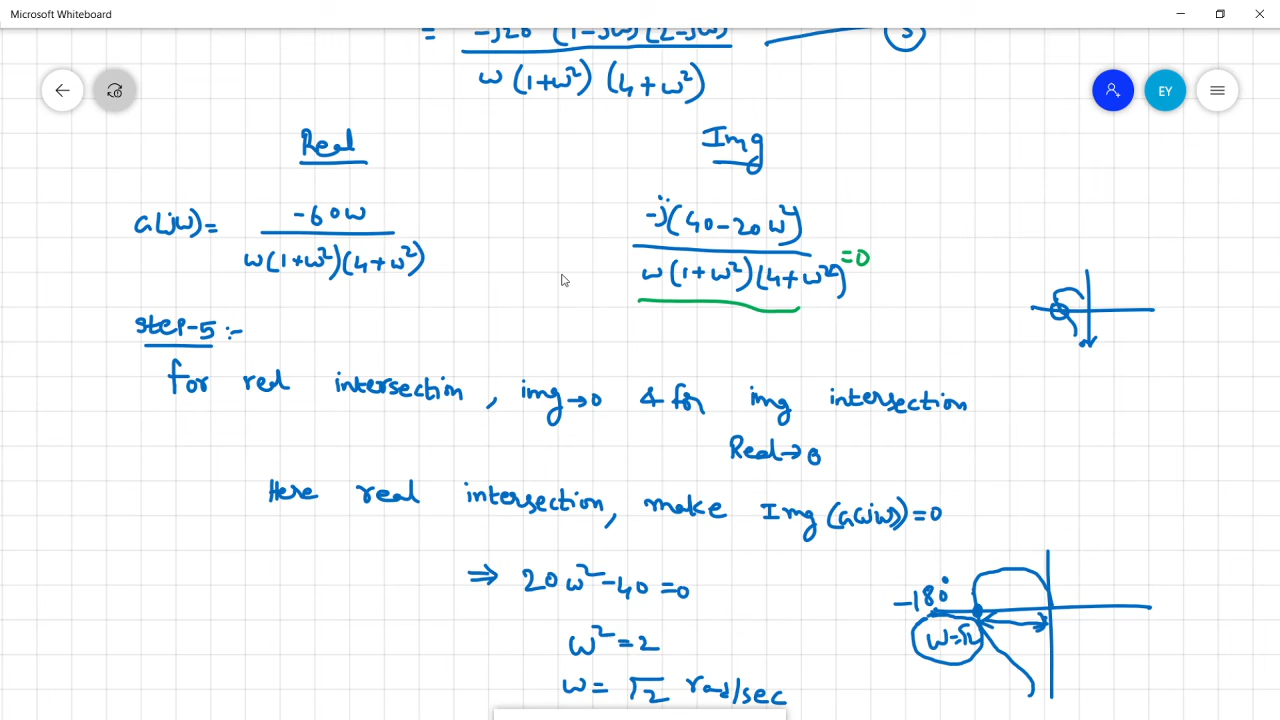 Microsoft Whiteboard
= -j20 (1-jω)(2-jω) / ω(1+ω²)(4+ω²) 3
EY
Real Img
G(jω)= -60ω / ω(1+ω²)(4+ω²) -j(40-20ω²) / ω(1+ω²)(4+ω²) =0
Step-5 :-
for real intersection, img→0 & for img intersection
Real→0
Here real intersection, make Img (G(jω))=0
⇒ 20ω²-40=0
-180°
ω²=2
ω=√2
ω= √2 rad/sec